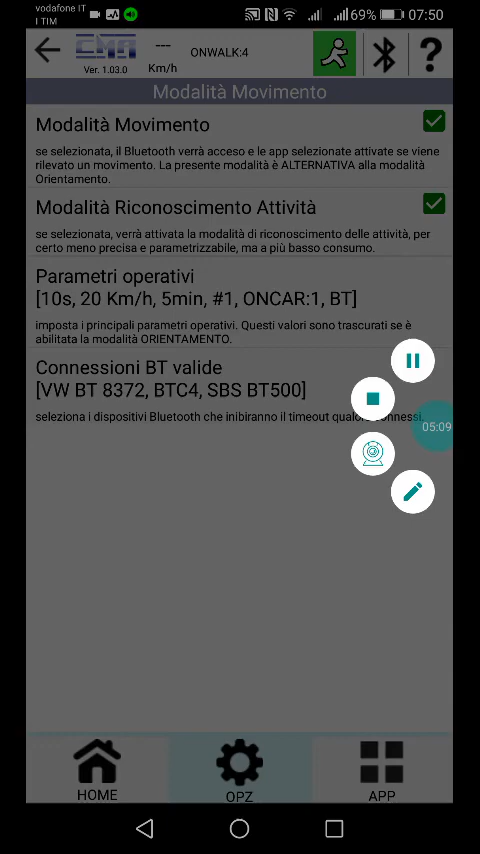 vodafone IT
I TIM
69%
07:50
CMA
Ver. 1.03.0
---
Km/h
ONWALK:4
?
Modalità Movimento
Modalità Movimento
se selezionata, il Bluetooth verrà acceso e le app selezionate attivate se viene
rilevato un movimento. La presente modalità è ALTERNATIVA alla modalità
Orientamento.
Modalità Riconoscimento Attività
se selezionata, verrà attivata la modalità di riconoscimento delle attività, per
certo meno precisa e parametrizzabile, ma a più basso consumo.
Parametri operativi
[10s, 20 Km/h, 5min, #1, ONCAR:1, BT]
imposta i principali parametri operativi. Questi valori sono trascurati se è
abilitata la modalità ORIENTAMENTO.
Connessioni BT valide
[VW BT 8372, BTC4, SBS BT500]
seleziona i dispositivi Bluetooth che inibiranno il timeout connessi.
05:09
HOME
OPZ
APP